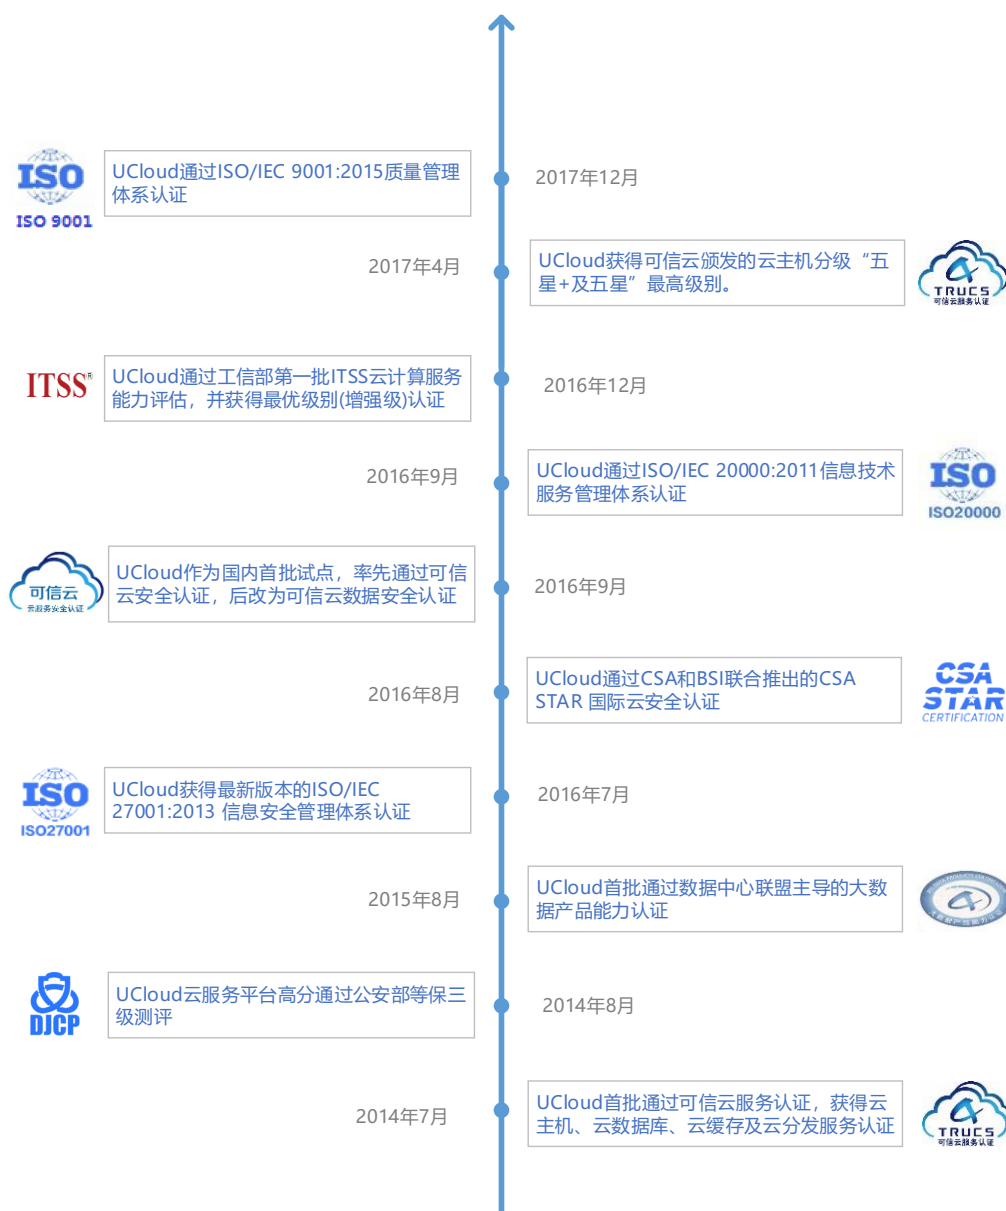 ISO
ISO 9001
UCloud通过ISO/IEC 9001:2015质量管理
体系认证
2017年12月
2017年4月
UCloud获得可信云颁发的云主机分级“五
星+及五星”最高级别。
TRUCS
可信云服务认证
ITSS®
UCloud通过工信部第一批ITSS云计算服务
能力评估，并获得最优级别(增强级)认证
2016年12月
2016年9月
UCloud通过ISO/IEC 20000:2011信息技术
服务管理体系认证
ISO
ISO20000
可信云
云服务安全认证
UCloud作为国内首批试点，率先通过可信
云安全认证，后改为可信云数据安全认证
2016年9月
2016年8月
UCloud通过CSA和BSI联合推出的CSA
STAR 国际云安全认证
CSA
STAR
CERTIFICATION
ISO
ISO27001
UCloud获得最新版本的ISO/IEC
27001:2013 信息安全管理体系认证
2016年7月
2015年8月
UCloud首批通过数据中心联盟主导的大数
据产品能力认证
大数据产品能力认证
DJCP
UCloud云服务平台高分通过公安部等保三
级测评
2014年8月
2014年7月
UCloud首批通过可信云服务认证，获得云
主机、云数据库、云缓存及云分发服务认证
TRUCS
可信云服务认证